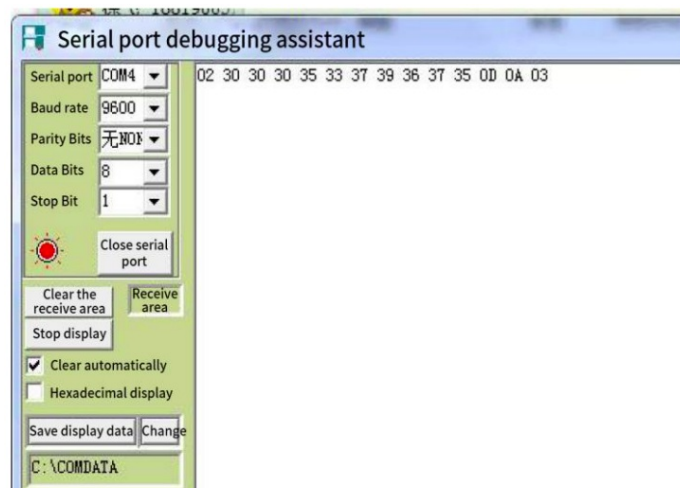 Serial port debugging assistant
Serial port COM4
02 30 30 30 35 33 37 39 36 37 35 0D 0A 03
Baud rate 9600
Parity Bits 无NON
Data Bits 8
Stop Bit 1
Close serial
port
Clear the
receive area
Receive
area
Stop display
Clear automatically
Hexadecimal display
Save display data Change
C:\COMDATA